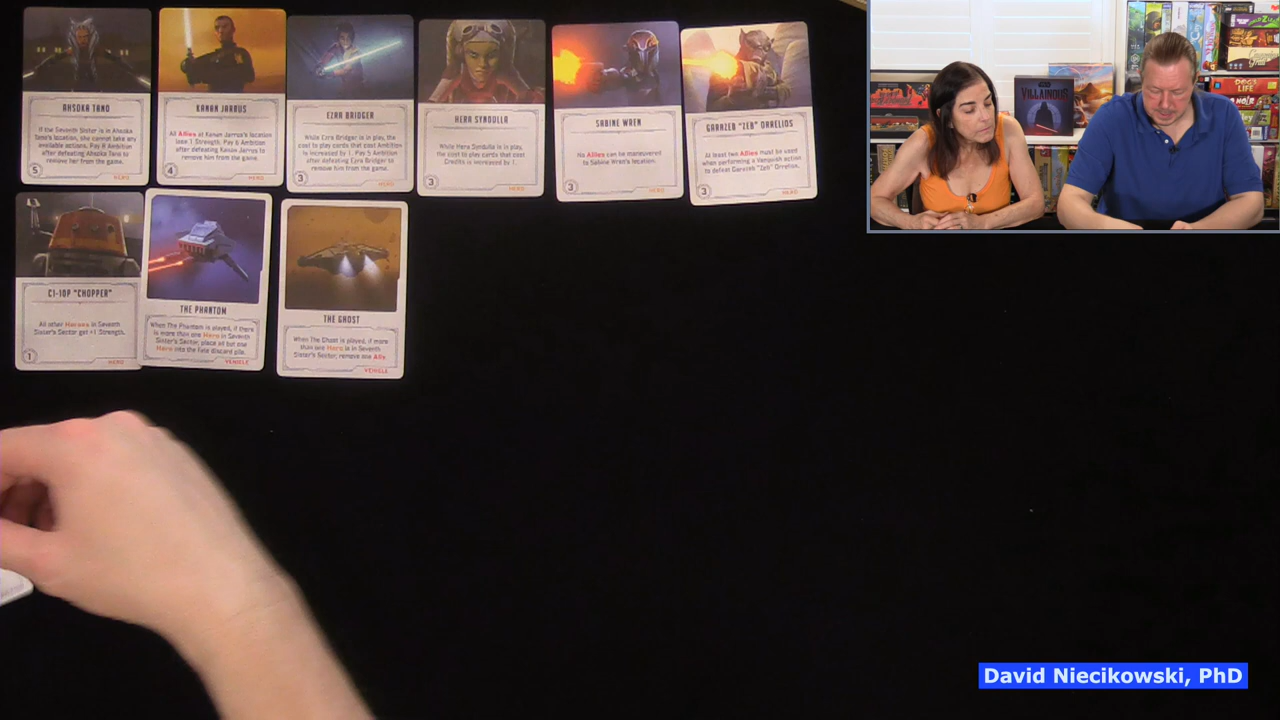 AHSOKA TANO
If the Seventh Sister is in Ahsoka
Tano's location, she cannot take any
available actions. Pay 8 Ambition
after defeating Ahsoka Tano to
remove her from the game.
5
HERO
KANAN JARRUS
All Allies at Kanan Jarrus's location
lose 1 Strength. Pay 6 Ambition
after defeating Kanan Jarrus to
remove him from the game.
4
HERO
EZRA BRIDGER
While Ezra Bridger is in play, the
cost to play cards that cost Ambition
is increased by 1. Pay 5 Ambition
after defeating Ezra Bridger to
remove him from the game.
3
HERO
HERA SYNDULLA
While Hera Syndulla is in play,
the cost to play cards that cost
Credits is increased by 1.
3
HERO
SABINE WREN
No Allies can be maneuvered
to Sabine Wren's location.
3
HERO
GARAZEB "ZEB" ORRELIOS
At least two Allies must be used
when performing a Vanquish action
to defeat Garazeb "Zeb" Orrelios.
3
HERO
C1-10P "CHOPPER"
All other Heroes in Seventh
Sister's Sector get +1 Strength.
1
HERO
THE PHANTOM
When The Phantom is played, if there
is more than one Hero in Seventh
Sister's Sector, place all but one
Hero into the Fate discard pile.
VEHICLE
THE GHOST
When The Ghost is played, if more
than one Hero is in Seventh
Sister's Sector, remove one Ally.
VEHICLE
VILLAINOUS
DOG'S
LIFE
David Niecikowski, PhD